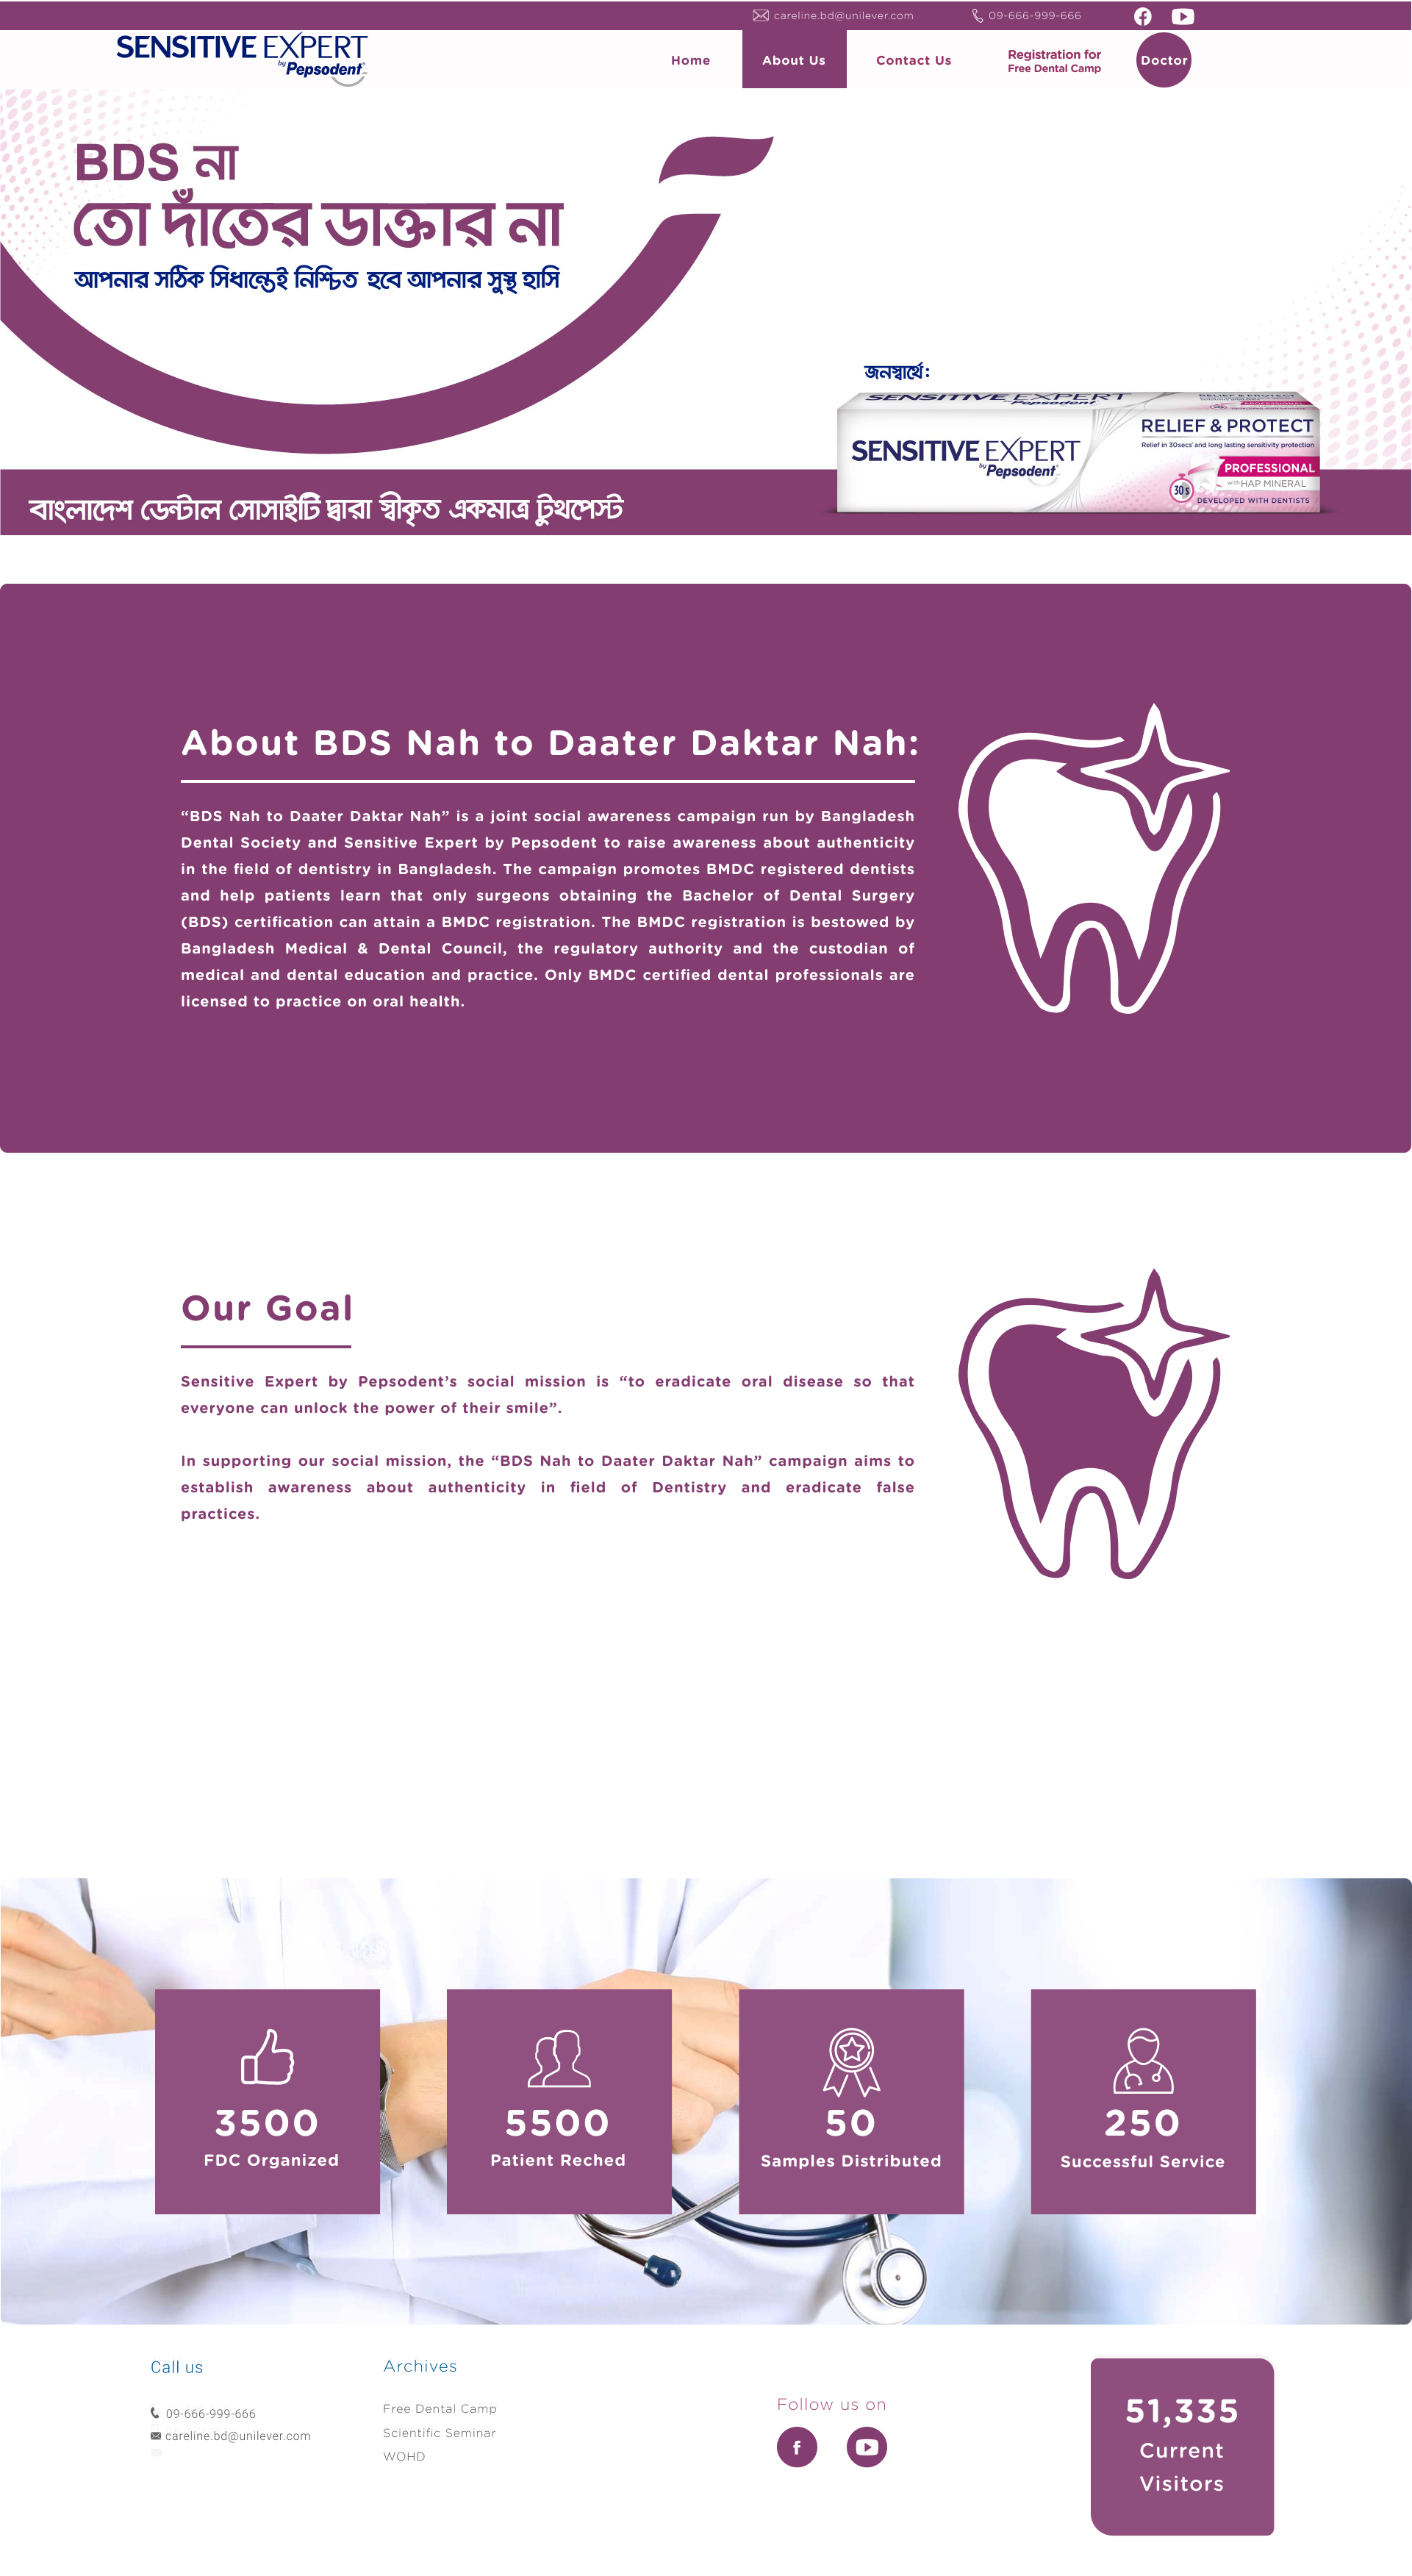 careline.bd@unilever.com
09-666-999-666
SENSITIVE EXPERT
by Pepsodent
Home
About Us
Contact Us
Registration for
Free Dental Camp
Doctor
BDS না
তো দাঁতের ডাক্তার না
আপনার সঠিক সিধান্তেই নিশ্চিত হবে আপনার সুস্থ হাসি
জনস্বার্থে:
SENSITIVE EXPERT
by Pepsodent
RELIEF & PROTECT
Relief in 30secs' and long lasting sensitivity protection
SENSITIVE EXPERT
by Pepsodent
PROFESSIONAL
with HAP MINERAL
30s
DEVELOPED WITH DENTISTS
বাংলাদেশ ডেন্টাল সোসাইটি দ্বারা স্বীকৃত একমাত্র টুথপেস্ট
About BDS Nah to Daater Daktar Nah:
“BDS Nah to Daater Daktar Nah” is a joint social awareness campaign run by Bangladesh
Dental Society and Sensitive Expert by Pepsodent to raise awareness about authenticity
in the field of dentistry in Bangladesh. The campaign promotes BMDC registered dentists
and help patients learn that only surgeons obtaining the Bachelor of Dental Surgery
(BDS) certification can attain a BMDC registration. The BMDC registration is bestowed by
Bangladesh Medical & Dental Council, the regulatory authority and the custodian of
medical and dental education and practice. Only BMDC certified dental professionals are
licensed to practice on oral health.
Our Goal
Sensitive Expert by Pepsodent’s social mission is “to eradicate oral disease so that
everyone can unlock the power of their smile”.
In supporting our social mission, the “BDS Nah to Daater Daktar Nah” campaign aims to
establish awareness about authenticity in field of Dentistry and eradicate false
practices.
3500
FDC Organized
5500
Patient Reched
50
Samples Distributed
250
Successful Service
Call us
09-666-999-666
careline.bd@unilever.com
Archives
Free Dental Camp
Scientific Seminar
WOHD
Follow us on
51,335
Current
Visitors